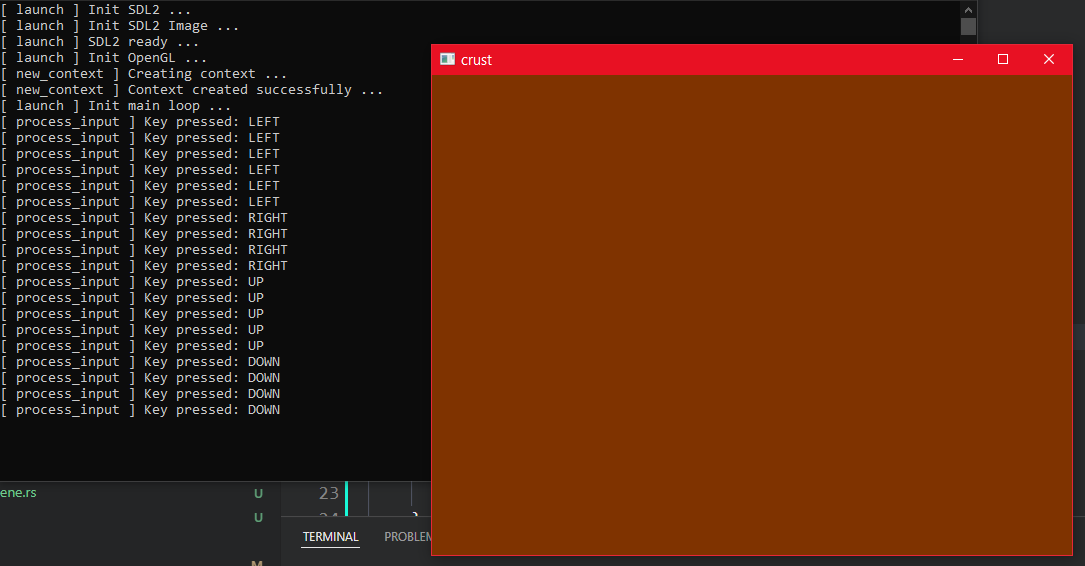 [ launch ] Init SDL2 ...
[ launch ] Init SDL2 Image ...
[ launch ] SDL2 ready ...
[ launch ] Init OpenGL ...
[ new_context ] Creating context ...
[ new_context ] Context created successfully ...
[ launch ] Init main loop ...
[ process_input ] Key pressed: LEFT
[ process_input ] Key pressed: LEFT
[ process_input ] Key pressed: LEFT
[ process_input ] Key pressed: LEFT
[ process_input ] Key pressed: LEFT
[ process_input ] Key pressed: LEFT
[ process_input ] Key pressed: RIGHT
[ process_input ] Key pressed: RIGHT
[ process_input ] Key pressed: RIGHT
[ process_input ] Key pressed: RIGHT
[ process_input ] Key pressed: UP
[ process_input ] Key pressed: UP
[ process_input ] Key pressed: UP
[ process_input ] Key pressed: UP
[ process_input ] Key pressed: UP
[ process_input ] Key pressed: DOWN
[ process_input ] Key pressed: DOWN
[ process_input ] Key pressed: DOWN
[ process_input ] Key pressed: DOWN
crust
ene.rs U
U
23
TERMINAL PROBLEM